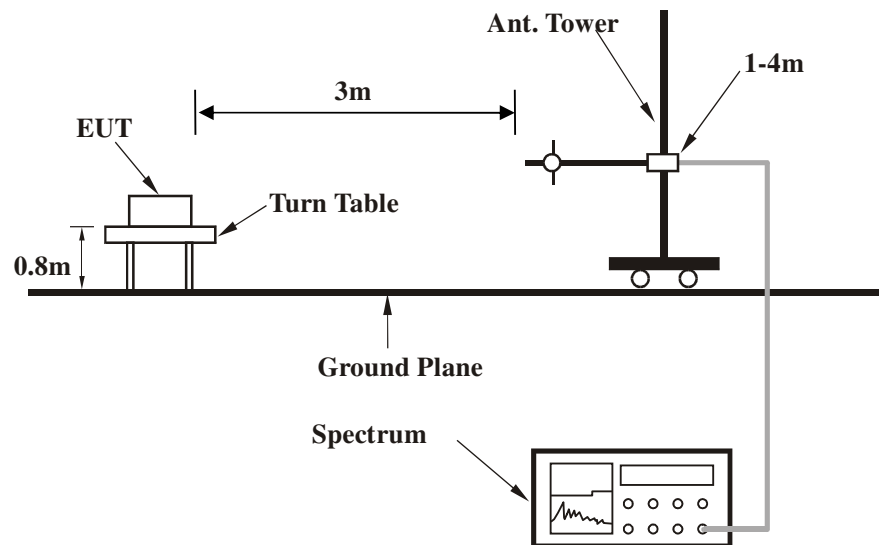 Ant. Tower
1-4m
3m
EUT
Turn Table
0.8m
Ground Plane
Spectrum